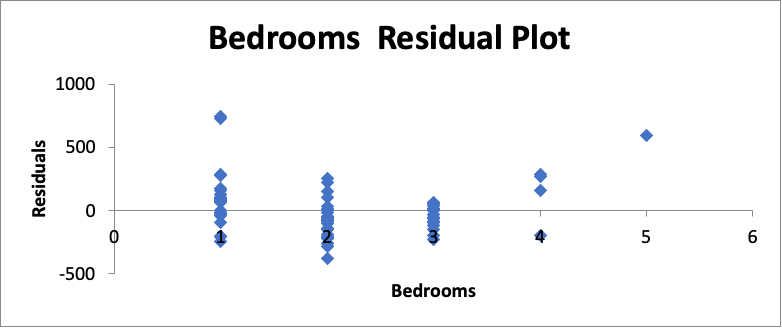 Bedrooms  Residual Plot
1000
500
0
-500
Residuals
0 1 2 3 4 5 6
Bedrooms